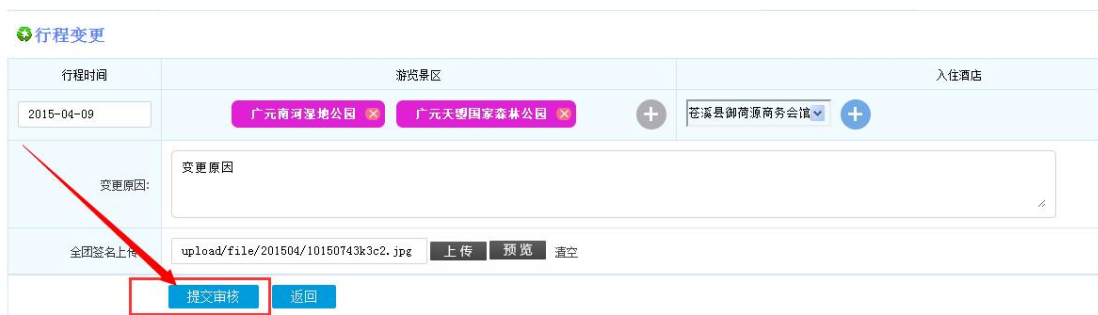 行程变更
行程时间 游览景区 入住酒店
2015-04-09 广元南河湿地公园 广元天曌国家森林公园 苍溪县御荷源商务会馆
变更原因: 变更原因
全团签名上传 upload/file/201504/10150743k3c2.jpg 上传 预览 清空
提交审核 返回